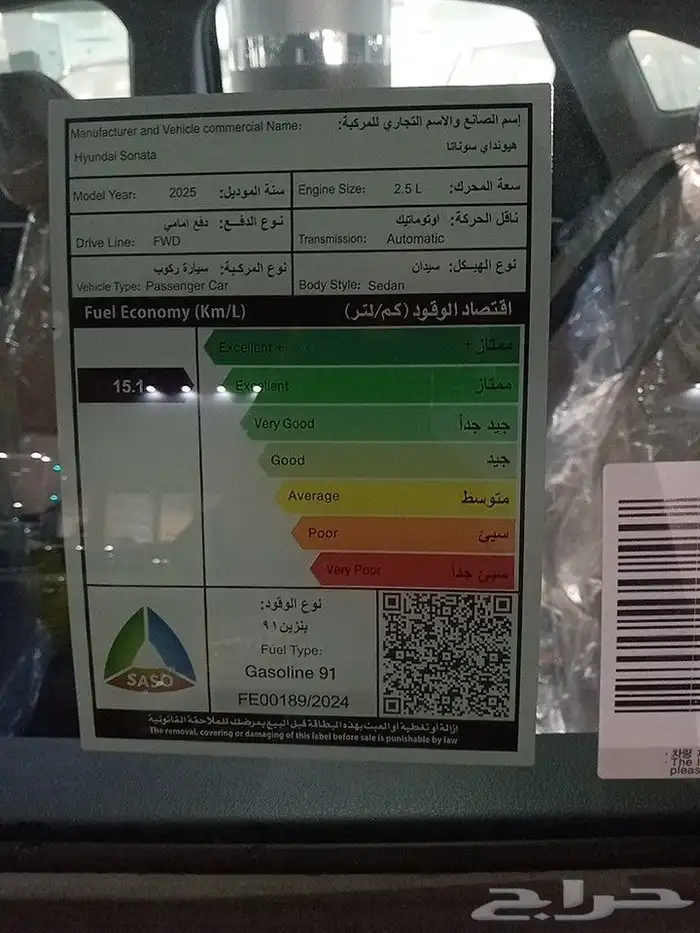 Manufacturer and Vehicle commercial Name: إسم الصانع والاسم التجاري للمركبة:
Hyundai Sonata هيونداي سوناتا
Model Year: 2025 سنة الموديل: Engine Size: 2.5 L سعة المحرك:
نوع الدفع: دفع امامي ناقل الحركة: اوتوماتيك
Drive Line: FWD Transmission: Automatic
نوع المركبة: سيارة ركوب نوع الهيكل: سيدان
Vehicle Type: Passenger Car Body Style: Sedan
Fuel Economy (Km/L) اقتصاد الوقود (كم/لتر)
Excellent + ممتاز +
15.1 Excellent ممتاز
Very Good جيد جداً
Good جيد
Average متوسط
Poor سيئ
Very Poor سيئ جداً
نوع الوقود:
بنزين ٩١
Fuel Type:
Gasoline 91
FE00189/2024
SASO
إزالة أو تغطية أو العبث بهذه البطاقة قبل البيع يعرضك للملاحقة القانونية
The removal, covering or damaging of this label before sale is punishable by law
· 차량
· The
pleas
حراج